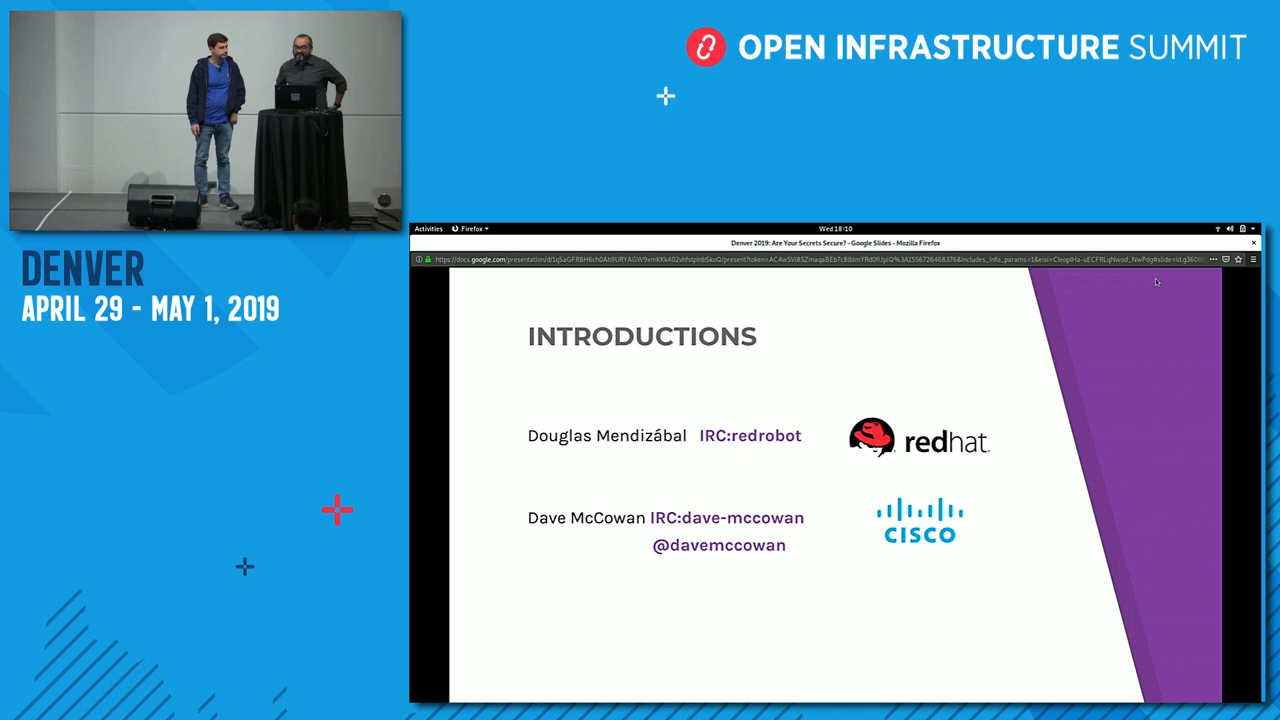 OPEN INFRASTRUCTURE SUMMIT
DENVER
APRIL 29 - MAY 1, 2019
Activities Firefox Wed 18:10
Denver 2019: Are Your Secrets Secure? - Google Slides - Mozilla Firefox
INTRODUCTIONS
Douglas Mendizábal IRC:redrobot
redhat.
Dave McCowan IRC:dave-mccowan
@davemccowan
CISCO